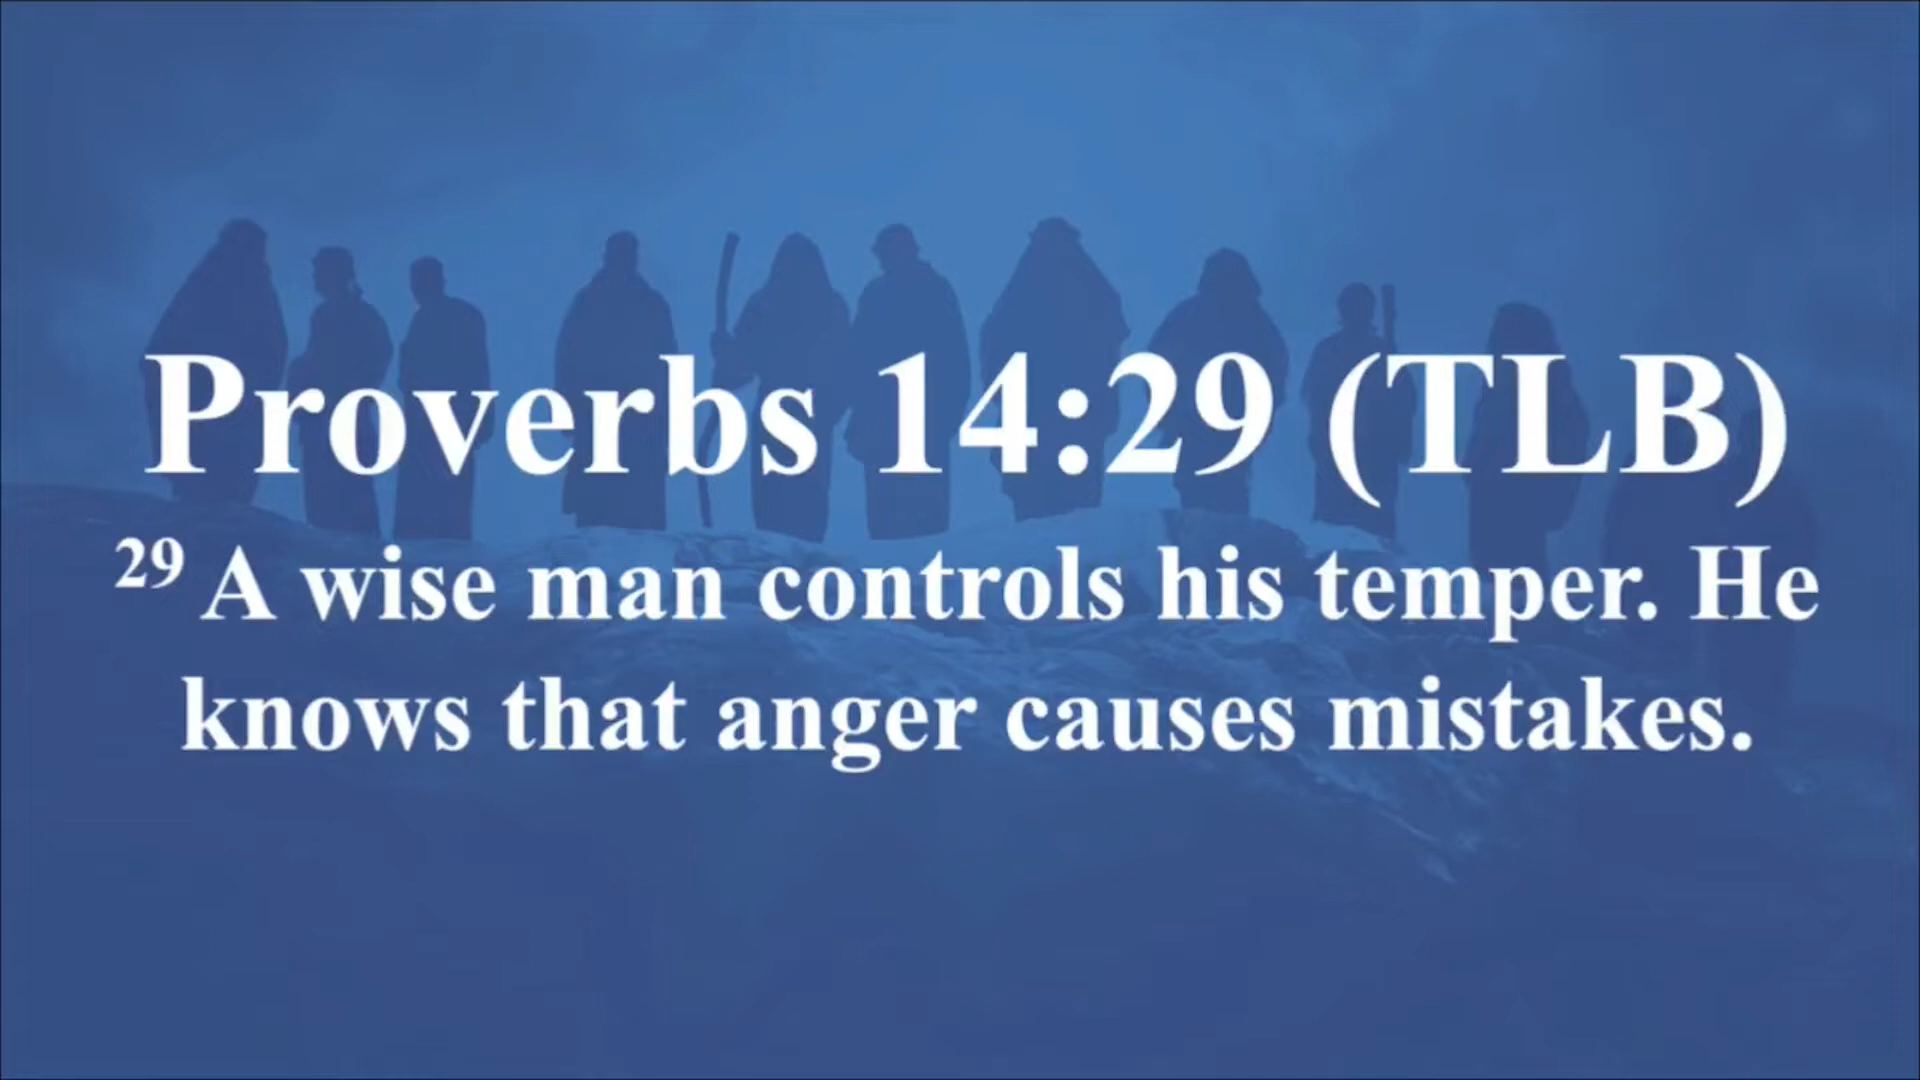 Proverbs 14:29 (TLB)
29 A wise man controls his temper. He
knows that anger causes mistakes.